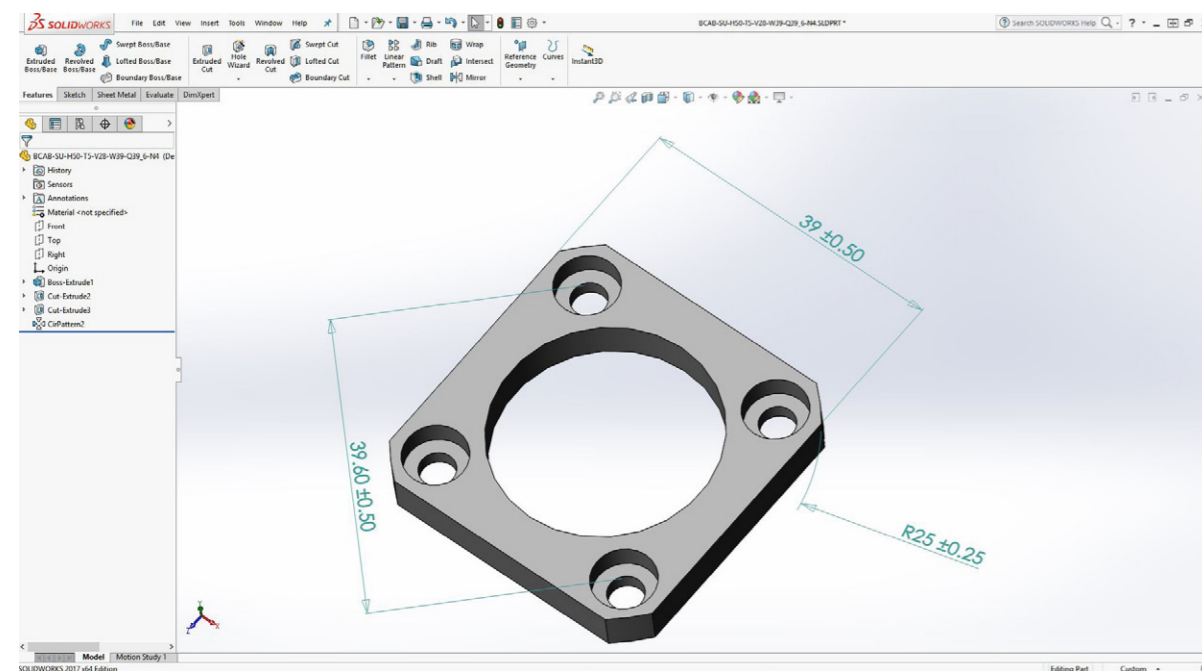 SOLIDWORKS File Edit View Insert Tools Window Help
BCAB-SU-H50-T5-V28-W39-Q39_6-N4.SLDPRT *
Search SOLIDWORKS Help
Extruded Boss/Base
Revolved Boss/Base
Swept Boss/Base
Lofted Boss/Base
Boundary Boss/Base
Extruded Cut
Hole Wizard
Revolved Cut
Swept Cut
Lofted Cut
Boundary Cut
Fillet
Linear Pattern
Rib
Draft
Shell
Wrap
Intersect
Mirror
Reference Geometry
Curves
Instant3D
Features Sketch Sheet Metal Evaluate DimXpert
BCAB-SU-H50-T5-V28-W39-Q39_6-N4 (De
History
Sensors
Annotations
Material <not specified>
Front
Top
Right
Origin
Boss-Extrude1
Cut-Extrude2
Cut-Extrude3
CirPattern2
39 ±0.50
39.60 ±0.50
R25 ±0.25
Model Motion Study 1
SOLIDWORKS 2017 x64 Edition
Editing Part Custom